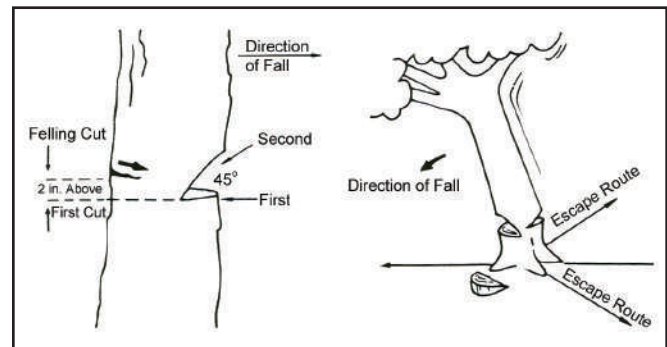 Direction
of Fall
Felling Cut
Second
2 in. Above
45°
First Cut
First
Direction of Fall
Escape Route
Escape Route